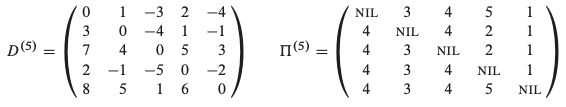 0 1 −3 2 −4 NIL 3 4 5 1
3 0 −4 1 −1 4 NIL 4 2 1
D(5) = 7 4 0 5 3 Π(5) = 4 3 NIL 2 1
2 −1 −5 0 −2 4 3 4 NIL 1
8 5 1 6 0 4 3 4 5 NIL